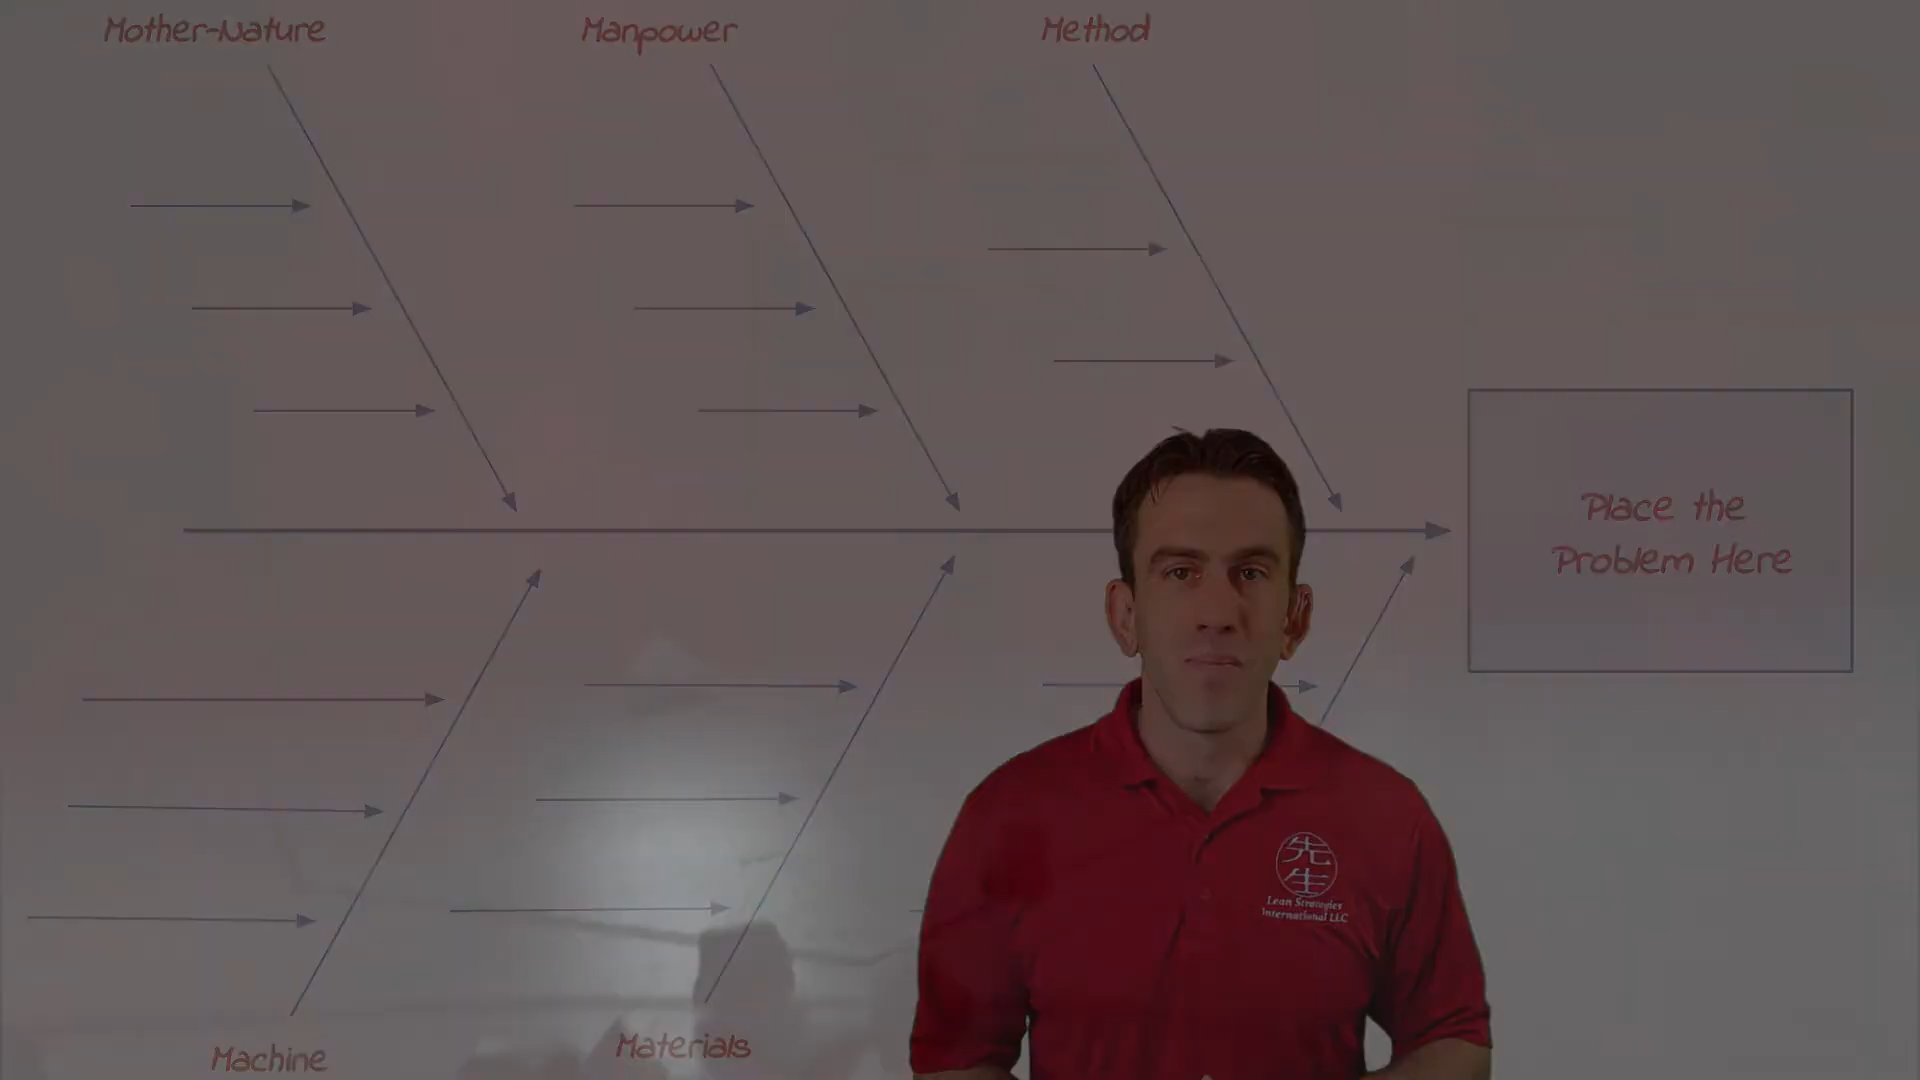 Mother-Nature
Manpower
Method
Place the
Problem Here
先
生
Lean Strategies
International LLC
Machine
Materials